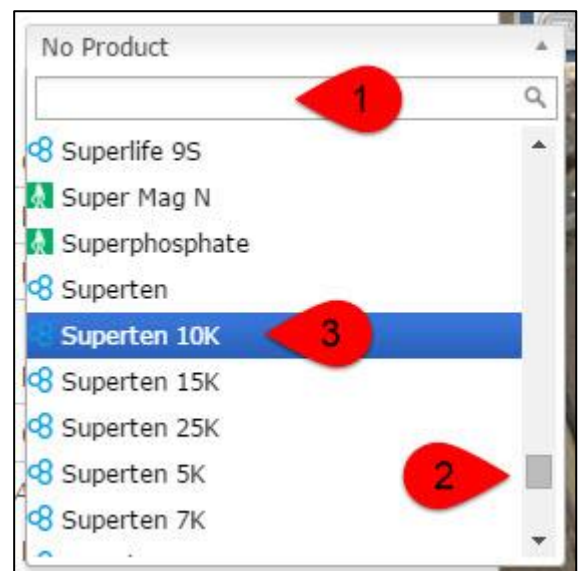 No Product
1
Superlife 9S
Super Mag N
Superphosphate
Superten
Superten 10K
3
Superten 15K
Superten 25K
Superten 5K
2
Superten 7K